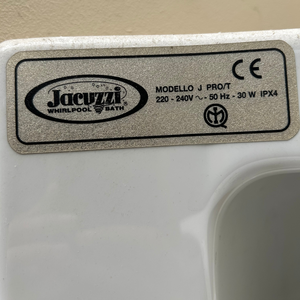 Jacuzzi
WHIRLPOOL BATH
CE
MODELLO J PRO/T
220 - 240V ~ - 50 Hz - 30 W IPX4